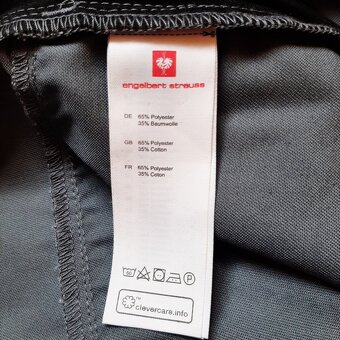 engelbert strauss
DE 65% Polyester
35% Baumwolle
GB 65% Polyester
35% Cotton
FR 65% Polyester
35% Coton
P
™
clevercare.info